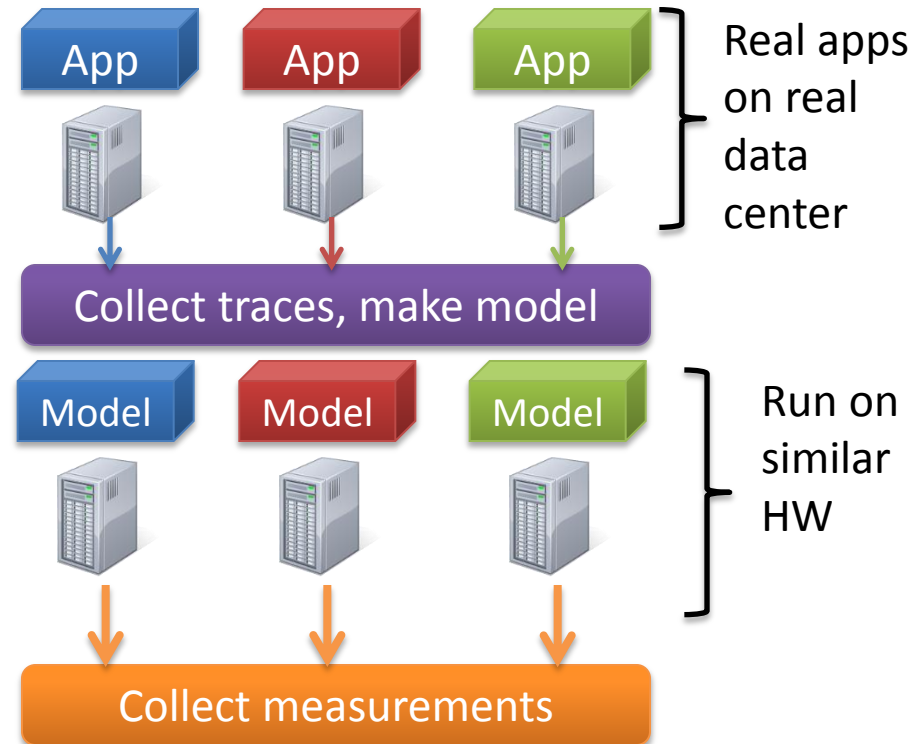 App
App
App
Real apps
on real
data
center
Collect traces, make model
Model
Model
Model
Run on
similar
HW
Collect measurements